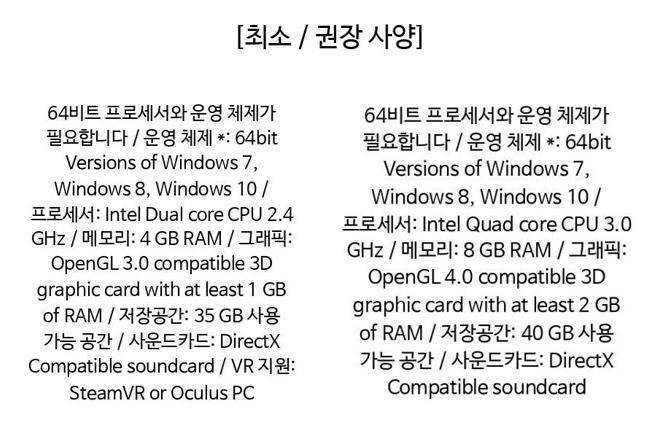 [최소 / 권장 사양]
64비트 프로세서와 운영 체제가
필요합니다 / 운영 체제 *: 64bit
Versions of Windows 7,
Windows 8, Windows 10 /
프로세서: Intel Dual core CPU 2.4
GHz / 메모리: 4 GB RAM / 그래픽:
OpenGL 3.0 compatible 3D
graphic card with at least 1 GB
of RAM / 저장공간: 35 GB 사용
가능 공간 / 사운드카드: DirectX
Compatible soundcard / VR 지원:
SteamVR or Oculus PC
64비트 프로세서와 운영 체제가
필요합니다 / 운영 체제 *: 64bit
Versions of Windows 7,
Windows 8, Windows 10 /
프로세서: Intel Quad core CPU 3.0
GHz / 메모리: 8 GB RAM / 그래픽:
OpenGL 4.0 compatible 3D
graphic card with at least 2 GB
of RAM / 저장공간: 40 GB 사용
가능 공간 / 사운드카드: DirectX
Compatible soundcard